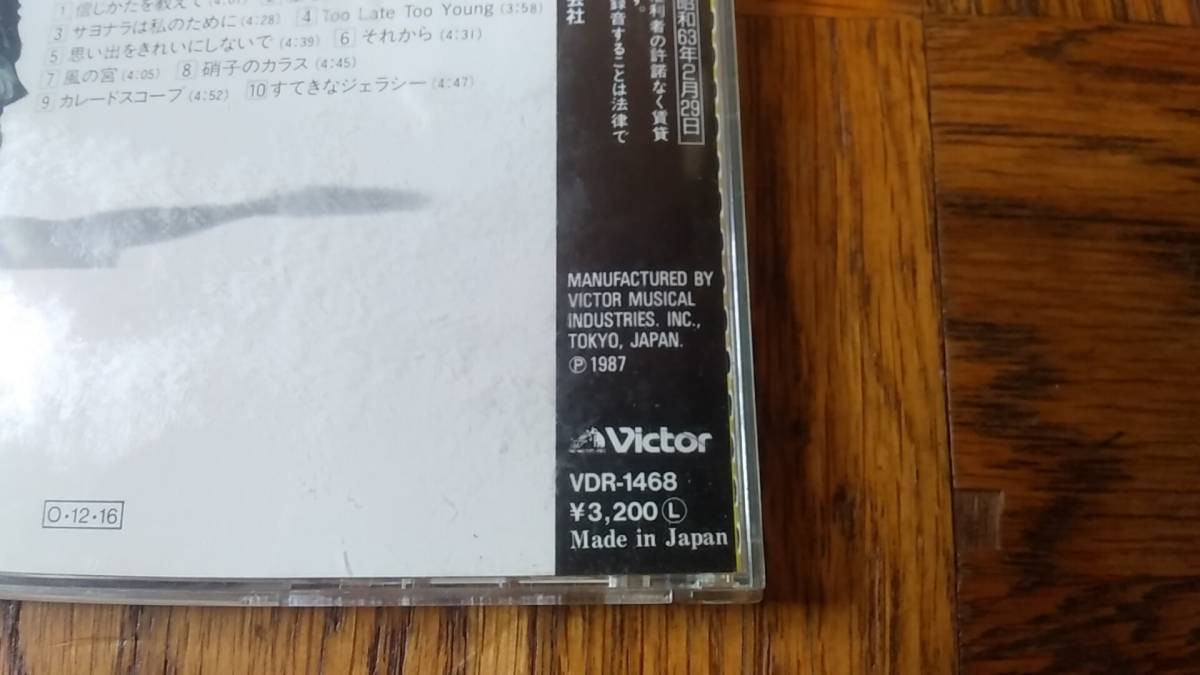 1 信じかたを教えて (4:01) 2
3 サヨナラは私のために (4:28) 4 Too Late Too Young (3:58)
5 思い出をきれいにしないで (4:39) 6 それから (4:31)
7 風の宮 (4:05) 8 硝子のカラス (4:45)
9 カレードスコープ (4:52) 10 すてきなジェラシー (4:47)
昭和63年2月29日
利者の許諾なく賃貸
録音することは法律で
す。
会社
MANUFACTURED BY
VICTOR MUSICAL
INDUSTRIES. INC.,
TOKYO, JAPAN.
Ⓟ 1987
Victor
VDR-1468
¥3,200 Ⓛ
Made in Japan
O・12・16